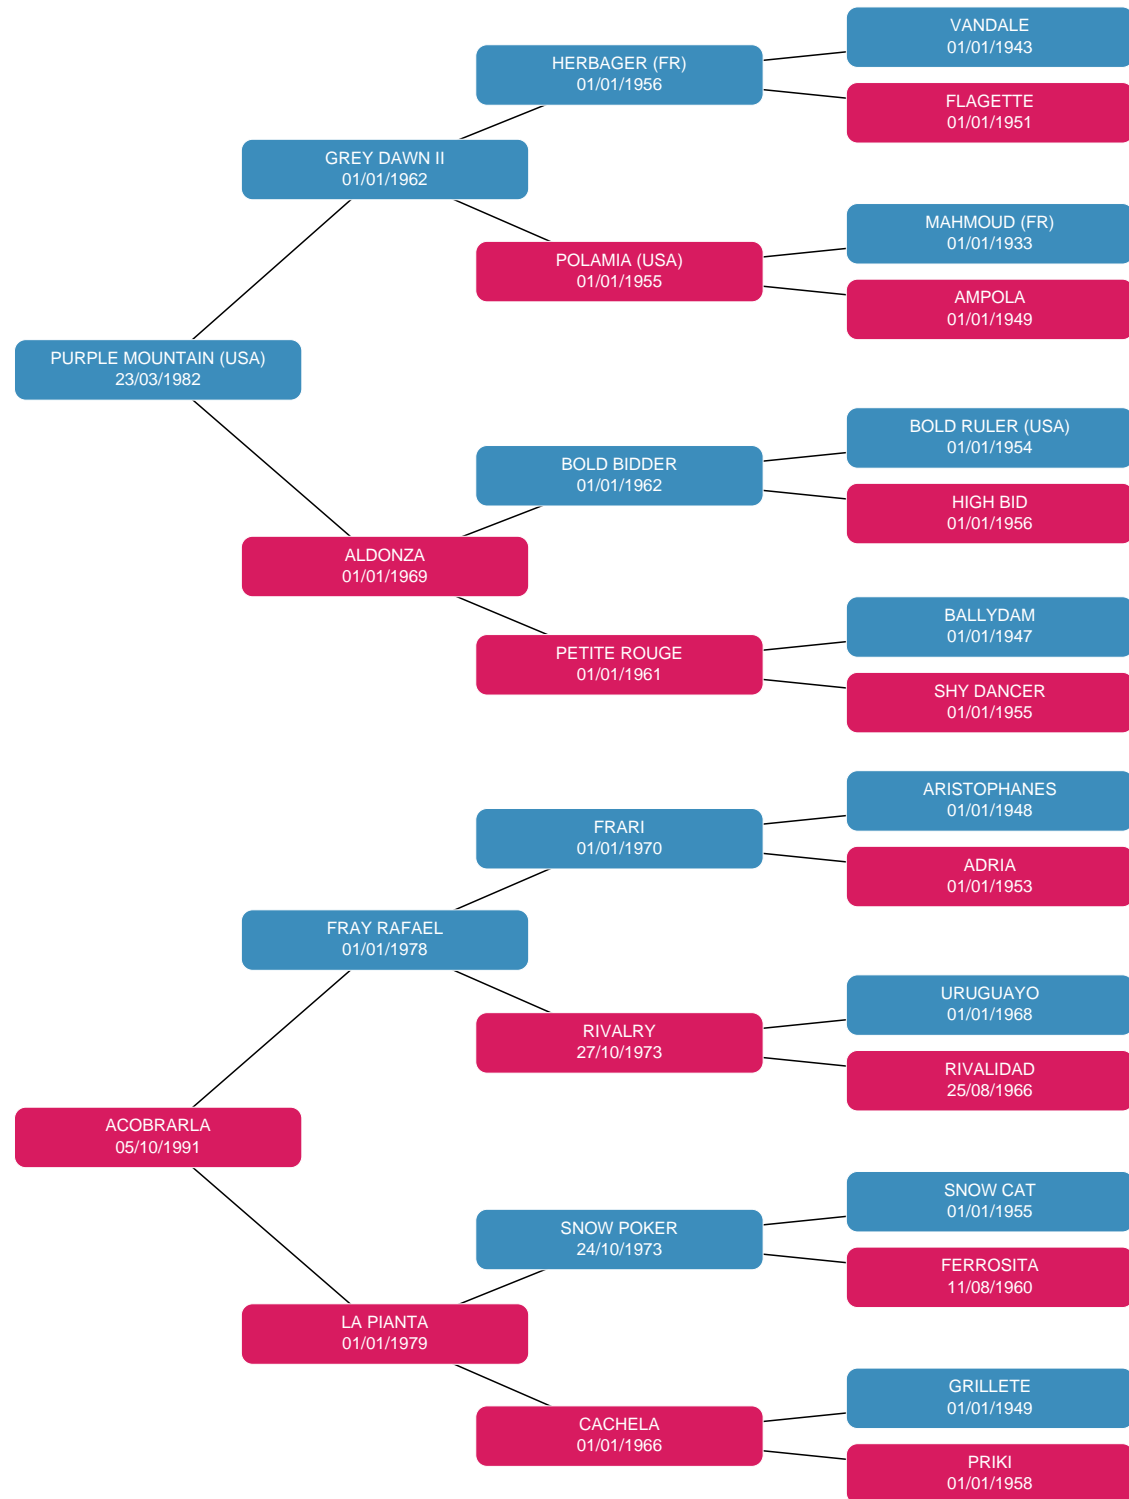 VANDALE
01/01/1943
HERBAGER (FR)
01/01/1956
FLAGETTE
01/01/1951
GREY DAWN II
01/01/1962
MAHMOUD (FR)
01/01/1933
POLAMIA (USA)
01/01/1955
AMPOLA
01/01/1949
PURPLE MOUNTAIN (USA)
23/03/1982
BOLD RULER (USA)
01/01/1954
BOLD BIDDER
01/01/1962
HIGH BID
01/01/1956
ALDONZA
01/01/1969
BALLYDAM
01/01/1947
PETITE ROUGE
01/01/1961
SHY DANCER
01/01/1955
ARISTOPHANES
01/01/1948
FRARI
01/01/1970
ADRIA
01/01/1953
FRAY RAFAEL
01/01/1978
URUGUAYO
01/01/1968
RIVALRY
27/10/1973
RIVALIDAD
25/08/1966
ACOBRARLA
05/10/1991
SNOW CAT
01/01/1955
SNOW POKER
24/10/1973
FERROSITA
11/08/1960
LA PIANTA
01/01/1979
GRILLETE
01/01/1949
CACHELA
01/01/1966
PRIKI
01/01/1958